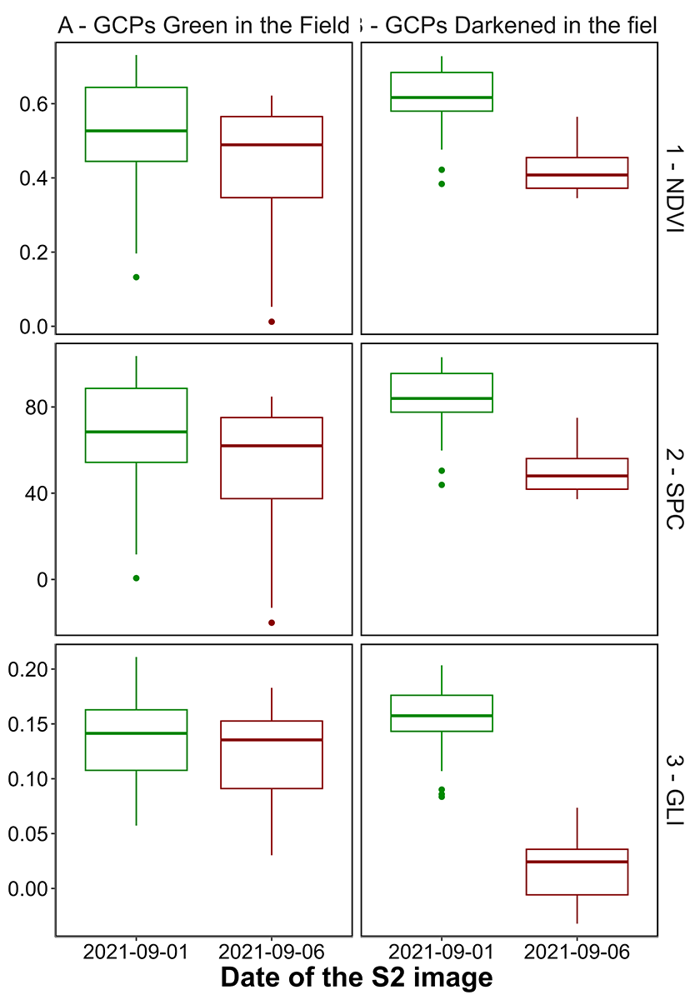 A - GCPs Green in the Field
- GCPs Darkened in the fiel
0.6
0.4
0.2
0.0
1 - NDVI
80
40
0
2 - SPC
0.20
0.15
0.10
0.05
0.00
3 - GLI
2021-09-01
2021-09-06
2021-09-01
2021-09-06
Date of the S2 image